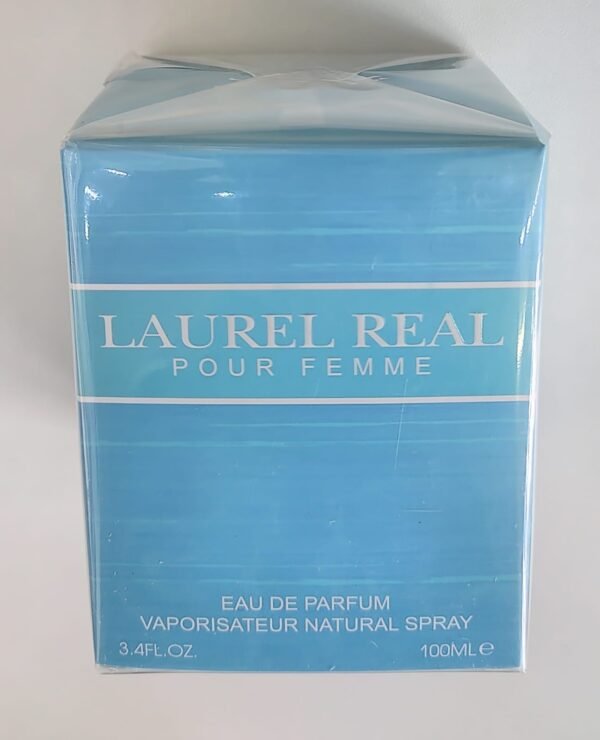 LAUREL REAL
POUR FEMME
EAU DE PARFUM
VAPORISATEUR NATURAL SPRAY
3.4FL.OZ. 100ML℮